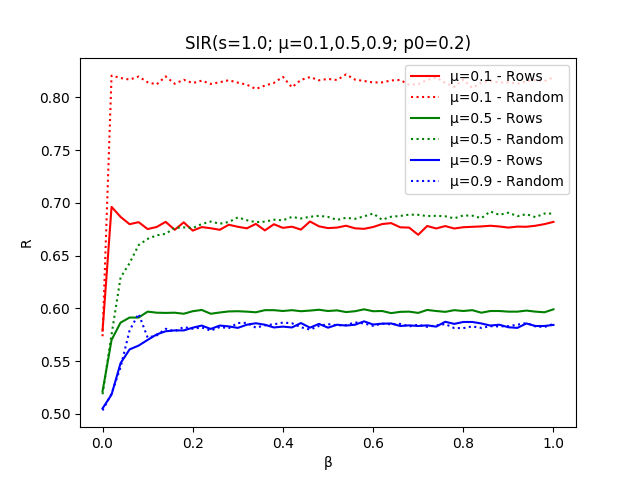 SIR(s=1.0; μ=0.1,0.5,0.9; p0=0.2)
μ=0.1 - Rows
μ=0.1 - Random
μ=0.5 - Rows
μ=0.5 - Random
μ=0.9 - Rows
μ=0.9 - Random
R
0.80
0.75
0.70
0.65
0.60
0.55
0.50
0.0 0.2 0.4 0.6 0.8 1.0
β